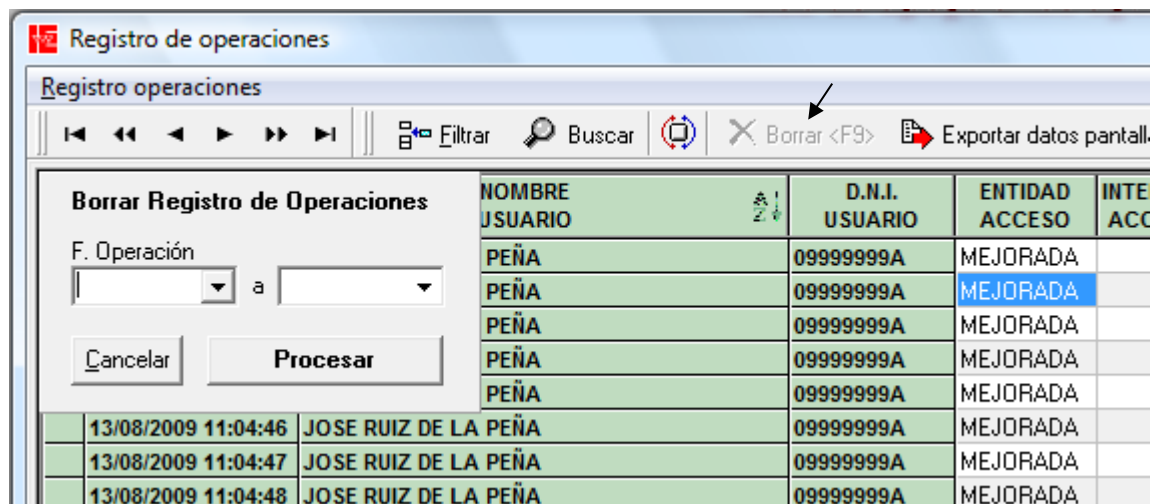 Registro de operaciones
Registro operaciones
Filtrar Buscar Borrar <F9> Exportar datos
Borrar Registro de Operaciones
F. Operación
a
Cancelar Procesar
NOMBRE USUARIO D.N.I. USUARIO ENTIDAD ACCESO
PEÑA 09999999A MEJORADA
PEÑA 09999999A MEJORADA
PEÑA 09999999A MEJORADA
PEÑA 09999999A MEJORADA
PEÑA 09999999A MEJORADA
13/08/2009 11:04:46 JOSE RUIZ DE LA PEÑA 09999999A MEJORADA
13/08/2009 11:04:47 JOSE RUIZ DE LA PEÑA 09999999A MEJORADA
13/08/2009 11:04:48 JOSE RUIZ DE LA PEÑA 09999999A MEJORADA